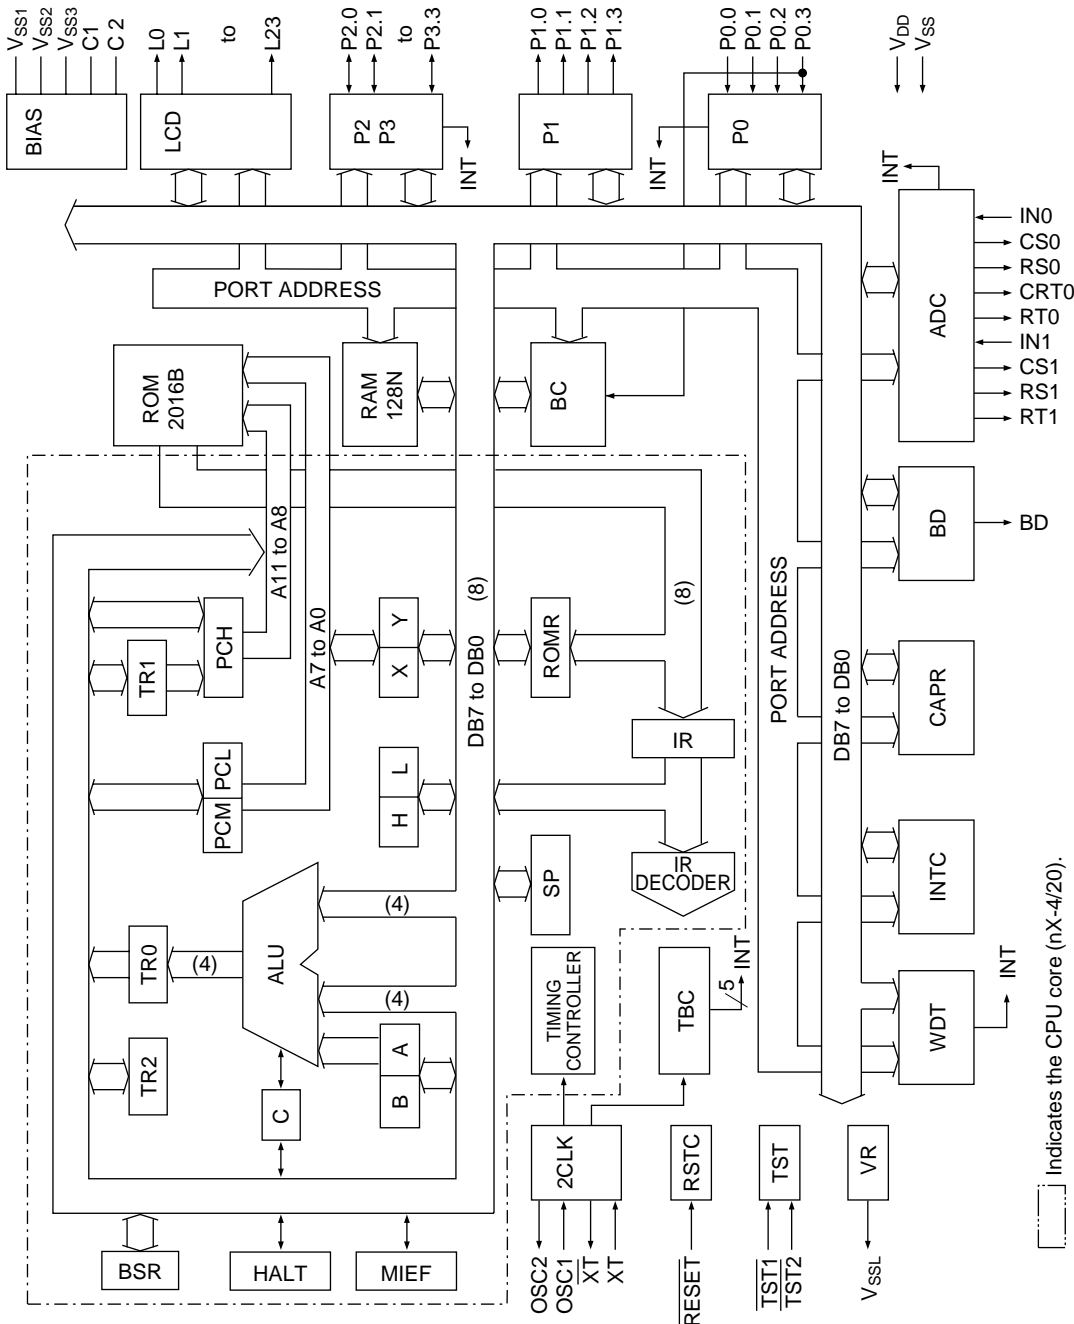 VSS1
VSS2
VSS3
C1
C 2
L0
L1
to
L23
P2.0
P2.1
to
P3.3
P1.0
P1.1
P1.2
P1.3
P0.0
P0.1
P0.2
P0.3
VDD
VSS
BIAS
LCD
P2
P3
INT
P1
INT
P0
INT
ADC
IN0
CS0
RS0
CRT0
RT0
IN1
CS1
RS1
RT1
PORT ADDRESS
ROM
2016B
RAM
128N
BC
BD
BD
A11 to A8
A7 to A0
(8)
DB7 to DB0
(8)
PORT ADDRESS
DB7 to DB0
PCH
TR1
X
Y
ROMR
CAPR
IR
PCM
PCL
H
L
IR
DECODER
SP
INTC
ALU
(4)
(4)
(4)
TR0
TR2
TIMING
CONTROLLER
TBC
5
INT
WDT
INT
A
B
C
2CLK
RSTC
TST
VR
BSR
HALT
MIEF
OSC2
OSC1
X̅T̅
XT
R̅E̅S̅E̅T̅
T̅S̅T̅1̅
T̅S̅T̅2̅
VSSL
Indicates the CPU core (nX-4/20).